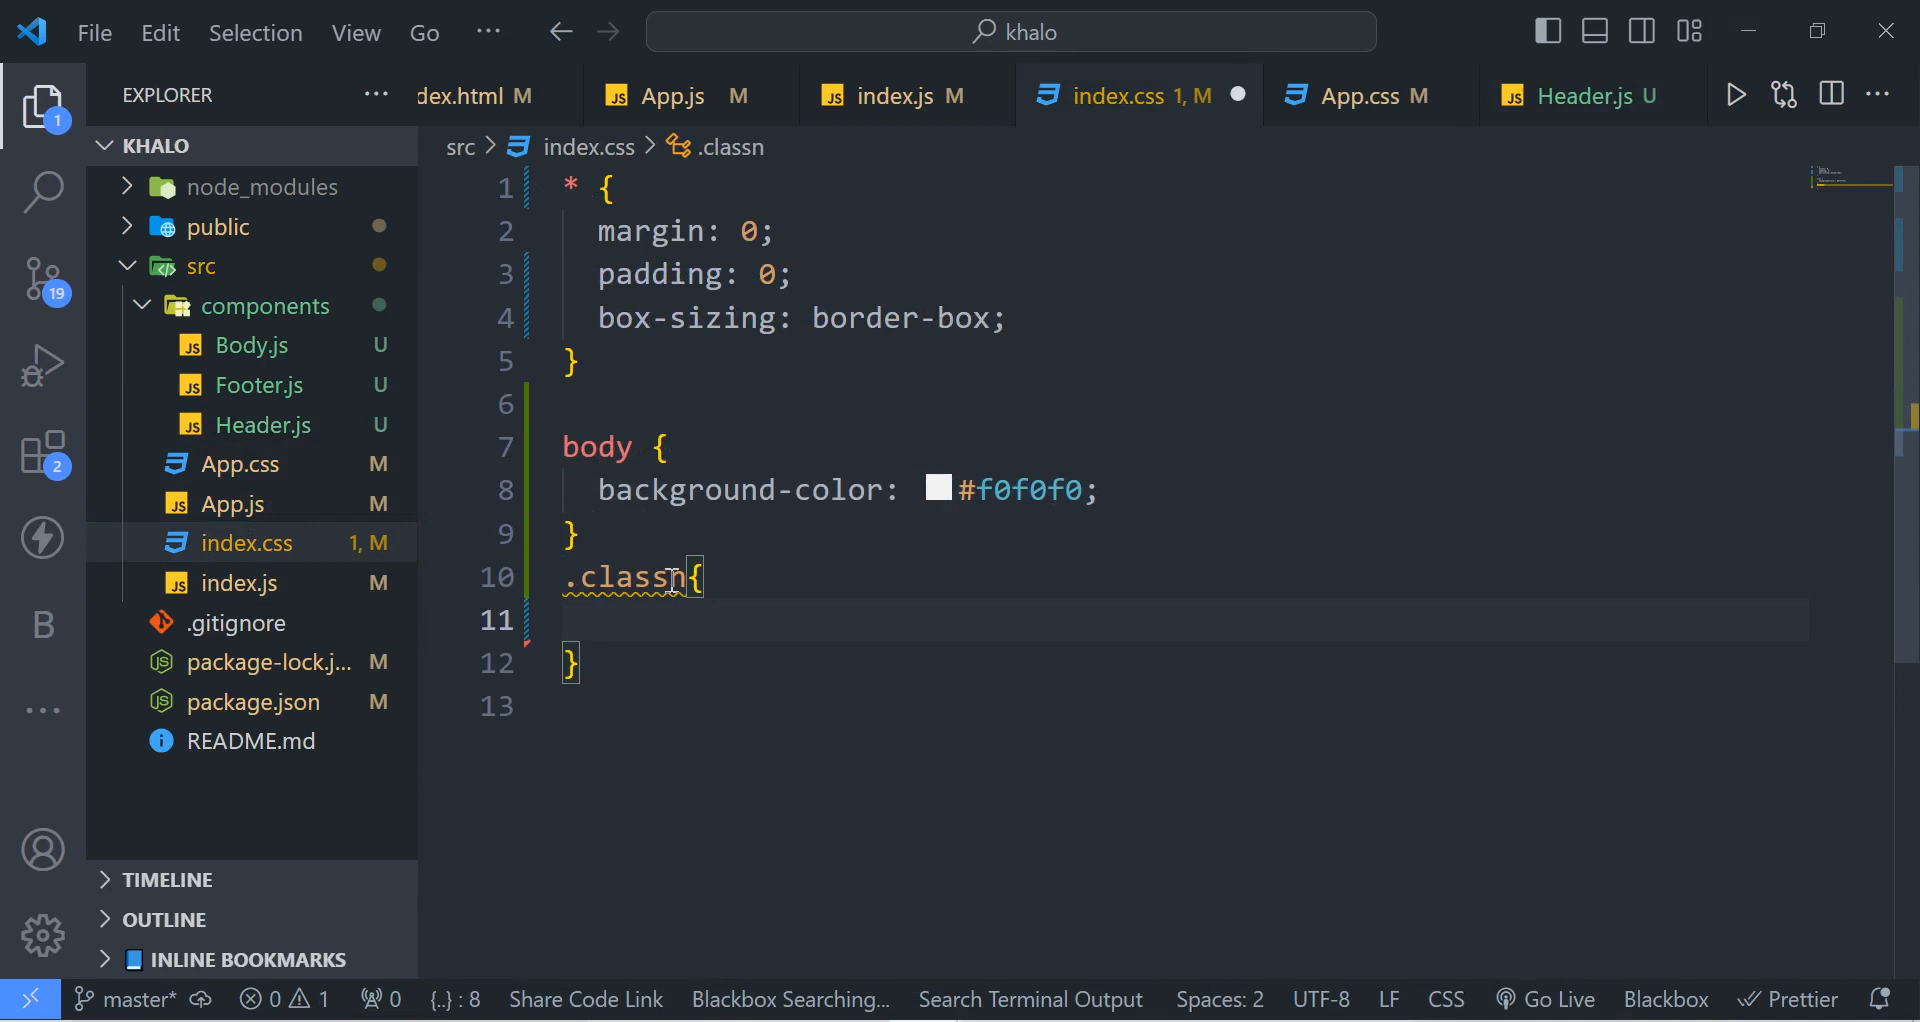 File Edit Selection View Go ··· khalo
EXPLORER ···
dex.html M App.js M index.js M index.css 1, M App.css M Header.js U ···
src > index.css > .classn
KHALO
node_modules
public
src
components
Body.js U
Footer.js U
Header.js U
App.css M
App.js M
index.css 1, M
index.js M
.gitignore
package-lock.j... M
package.json M
README.md
TIMELINE
OUTLINE
INLINE BOOKMARKS
1
19
2
B
1 * {
2 margin: 0;
3 padding: 0;
4 box-sizing: border-box;
5 }
6
7 body {
8 background-color: #f0f0f0;
9 }
10 .classn{
11
12 }
13
master* 0 1 0 {..} : 8 Share Code Link Blackbox Searching... Search Terminal Output Spaces: 2 UTF-8 LF CSS Go Live Blackbox Prettier